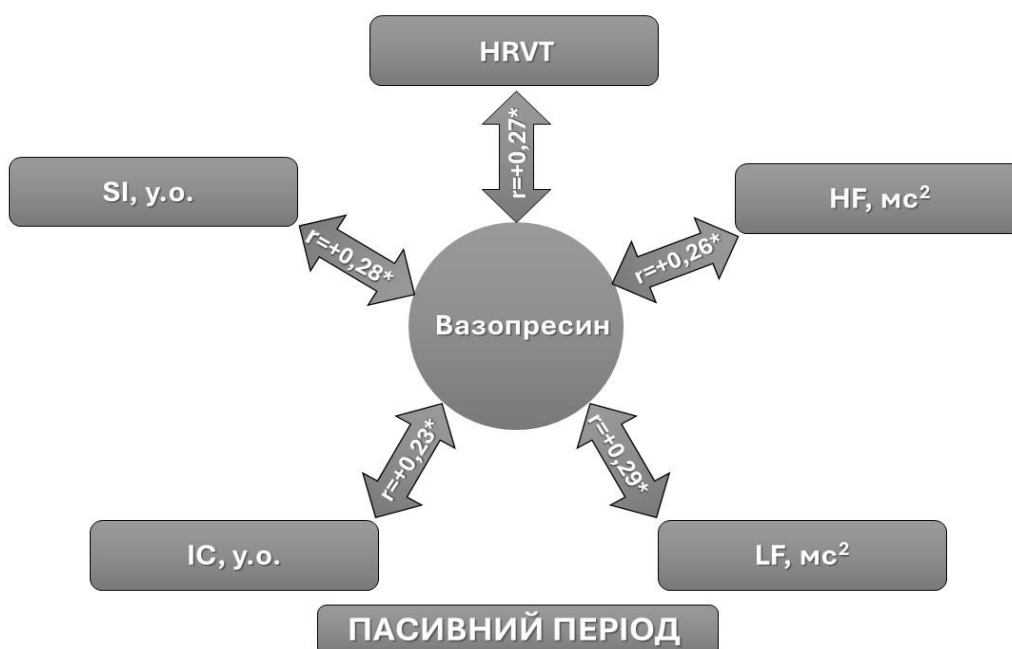 HRVT
r=+0,27*
SI, у.о.
HF, мс²
r=+0,28*
r=+0,26*
Вазопресин
r=+0,23*
r=+0,29*
IC, у.о.
LF, мс²
ПАСИВНИЙ ПЕРІОД